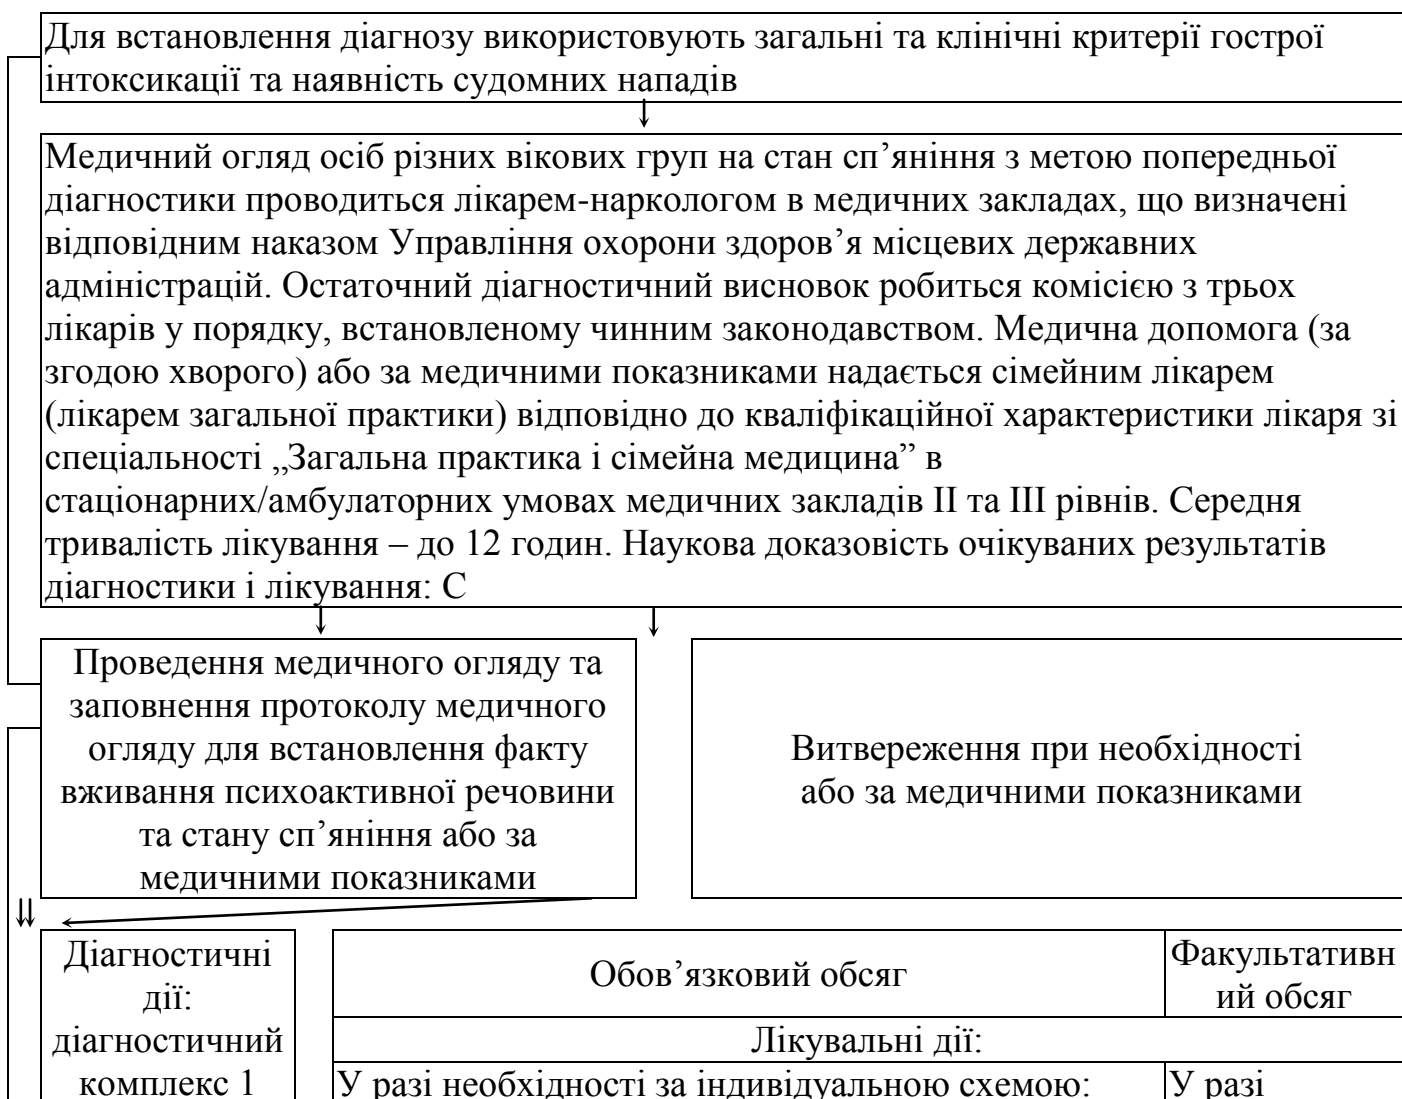 Для встановлення діагнозу використовують загальні та клінічні критерії гострої
інтоксикації та наявність судомних нападів
Медичний огляд осіб різних вікових груп на стан сп’яніння з метою попередньої
діагностики проводиться лікарем-наркологом в медичних закладах, що визначені
відповідним наказом Управління охорони здоров’я місцевих державних
адміністрацій. Остаточний діагностичний висновок робиться комісією з трьох
лікарів у порядку, встановленому чинним законодавством. Медична допомога (за
згодою хворого) або за медичними показниками надається сімейним лікарем
(лікарем загальної практики) відповідно до кваліфікаційної характеристики лікаря зі
спеціальності „Загальна практика і сімейна медицина” в
стаціонарних/амбулаторних умовах медичних закладів ІІ та ІІІ рівнів. Середня
тривалість лікування – до 12 годин. Наукова доказовість очікуваних результатів
діагностики і лікування: С
Проведення медичного огляду та
заповнення протоколу медичного
огляду для встановлення факту
вживання психоактивної речовини
та стану сп’яніння або за
медичними показниками
Витвереження при необхідності
або за медичними показниками
Діагностичні
дії:
діагностичний
комплекс 1
Обов’язковий обсяг
Факультативн
ий обсяг
Лікувальні дії:
У разі необхідності за індивідуальною схемою:
У разі